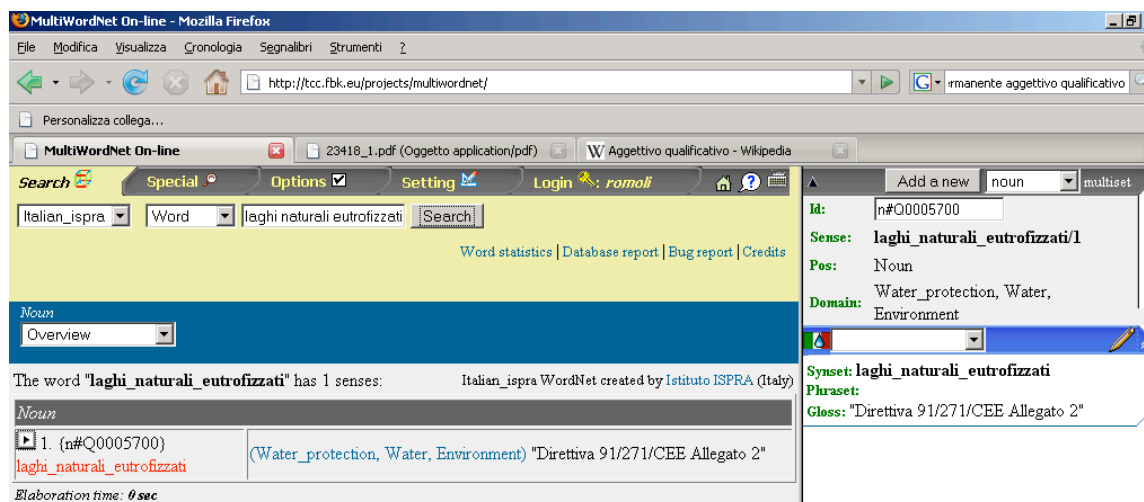 MultiWordNet On-line - Mozilla Firefox
File Modifica Visualizza Cronologia Segnalibri Strumenti ?
http://tcc.fbk.eu/projects/multiwordnet/
G rmanente aggettivo qualificativo
Personalizza collega...
MultiWordNet On-line 23418_1.pdf (Oggetto application/pdf) W Aggettivo qualificativo - Wikipedia
Search Special Options Setting Login : romoli
Italian_ispra Word laghi naturali eutrofizzati Search
Word statistics | Database report | Bug report | Credits
Noun
Overview
The word "laghi_naturali_eutrofizzati" has 1 senses: Italian_ispra WordNet created by Istituto ISPRA (Italy)
Noun
1. {n#Q0005700}
laghi_naturali_eutrofizzati
(Water_protection, Water, Environment) "Direttiva 91/271/CEE Allegato 2"
Elaboration time: 0 sec
Add a new noun multiset
Id: n#Q0005700
Sense: laghi_naturali_eutrofizzati/1
Pos: Noun
Domain: Water_protection, Water,
Environment
Synset: laghi_naturali_eutrofizzati
Phraset:
Gloss: "Direttiva 91/271/CEE Allegato 2"